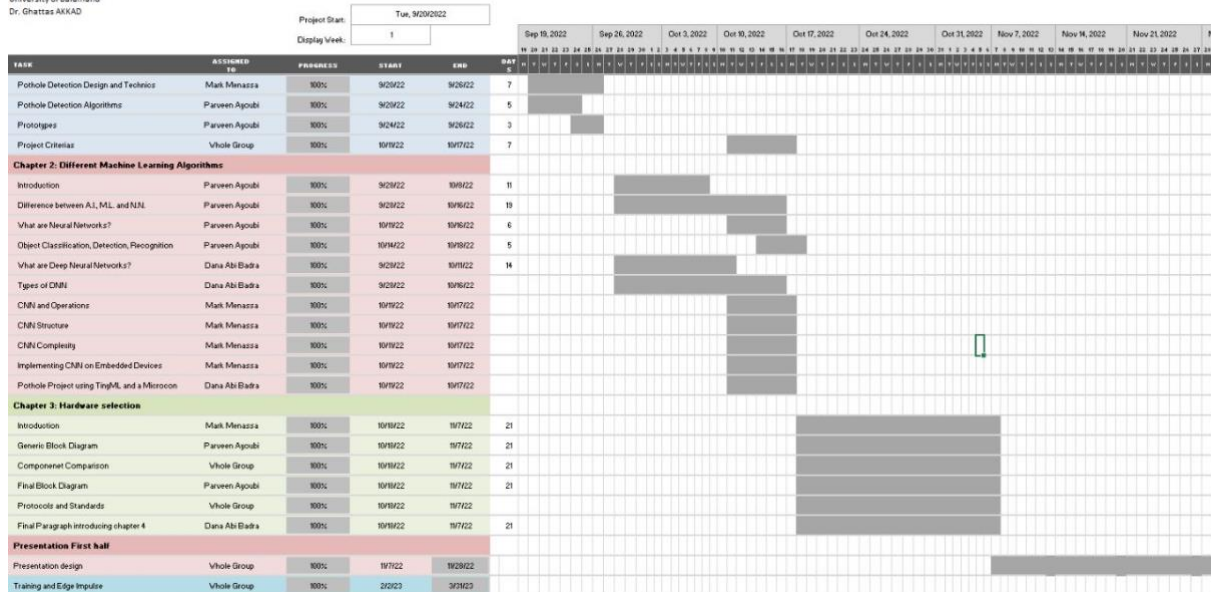 Dr. Ghattas AKKAD
Project Start: Tue, 9/20/2022
Display Week: 1
Sep 19, 2022 Sep 26, 2022 Oct 3, 2022 Oct 10, 2022 Oct 17, 2022 Oct 24, 2022 Oct 31, 2022 Nov 7, 2022 Nov 14, 2022 Nov 21, 2022
TASK ASSIGNED TO PROGRESS START END DAYS
Pothole Detection Design and Technics Mark Menassa 100% 9/20/22 9/26/22 7
Pothole Detection Algorithms Parveen Ayoubi 100% 9/20/22 9/24/22 5
Prototypes Parveen Ayoubi 100% 9/24/22 9/26/22 3
Project Criterias Whole Group 100% 10/11/22 10/17/22 7
Chapter 2: Different Machine Learning Algorithms
Introduction Parveen Ayoubi 100% 9/28/22 10/8/22 11
Difference between A.I., M.L. and N.N. Parveen Ayoubi 100% 9/28/22 10/16/22 19
What are Neural Networks? Parveen Ayoubi 100% 10/11/22 10/16/22 6
Object Classification, Detection, Recognition Parveen Ayoubi 100% 10/14/22 10/18/22 5
What are Deep Neural Networks? Dana Abi Badra 100% 9/28/22 10/11/22 14
Types of DNN Dana Abi Badra 100% 9/28/22 10/16/22
CNN and Operations Mark Menassa 100% 10/11/22 10/17/22
CNN Structure Mark Menassa 100% 10/11/22 10/17/22
CNN Complexity Mark Menassa 100% 10/11/22 10/17/22
Implementing CNN on Embedded Devices Mark Menassa 100% 10/11/22 10/17/22
Pothole Project using TinyML and a Microcon Dana Abi Badra 100% 10/11/22 10/17/22
Chapter 3: Hardware selection
Introduction Mark Menassa 100% 10/18/22 11/7/22 21
Generic Block Diagram Parveen Ayoubi 100% 10/18/22 11/7/22 21
Componenet Comparison Whole Group 100% 10/18/22 11/7/22 21
Final Block Diagram Parveen Ayoubi 100% 10/18/22 11/7/22 21
Protocols and Standards Whole Group 100% 10/18/22 11/7/22
Final Paragraph introducing chapter 4 Dana Abi Badra 100% 10/18/22 11/7/22 21
Presentation First half
Presentation design Whole Group 100% 11/7/22 11/28/22
Training and Edge Impulse Whole Group 100% 2/2/23 3/31/23